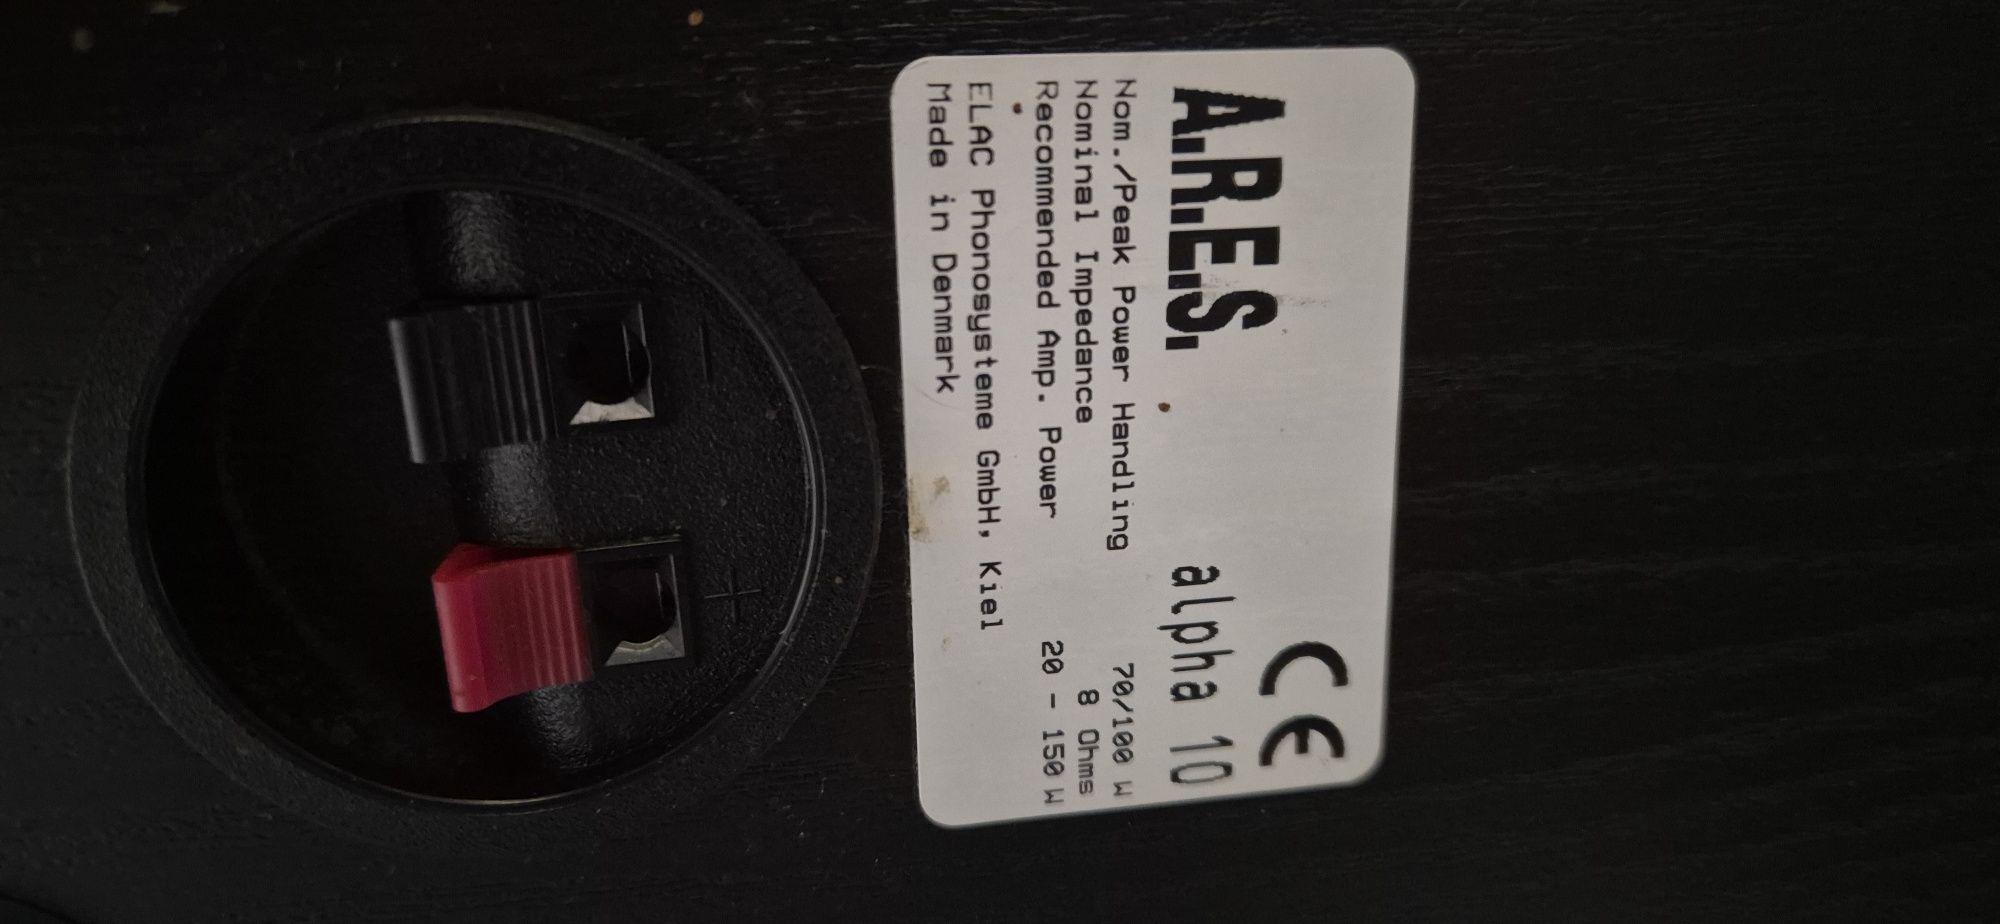 CE
A.R.E.S. alpha 10
Nom./Peak Power Handling 70/100 W
Nominal Impedance 8 Ohms
Recommended Amp. Power 20 - 150 W
ELAC Phonosysteme GmbH, Kiel
Made in Denmark
- +